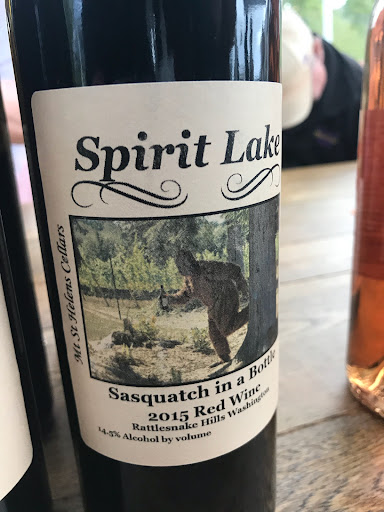 Spirit Lake
Mt St Helens Cellars
Sasquatch in a Bottle
2015 Red Wine
Rattlesnake Hills Washington
14.5% Alcohol by volume